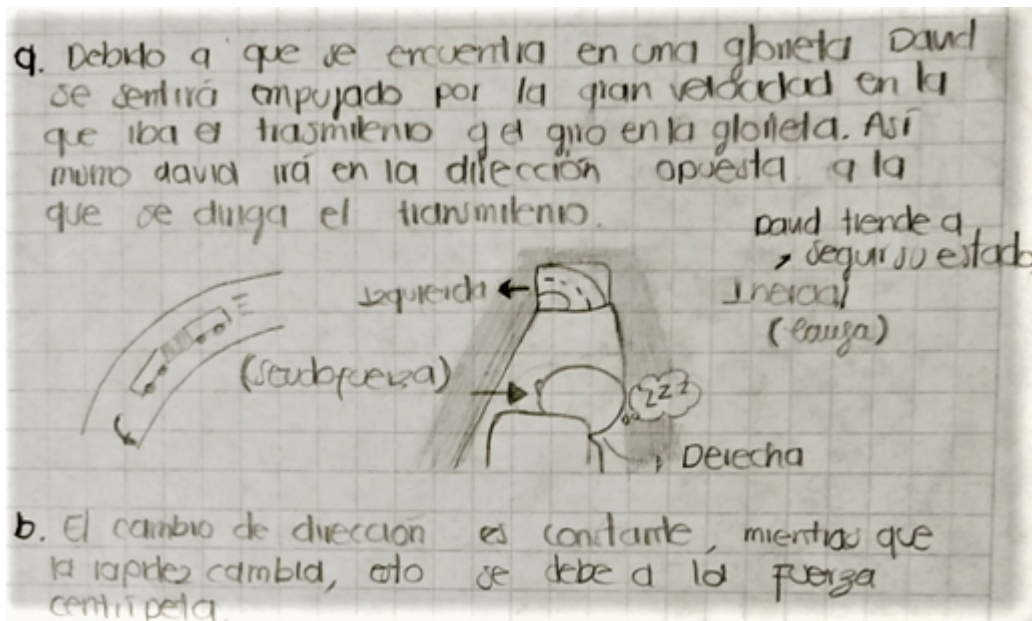 a. Debido a que se encuentra en una glorieta David
se sentirá empujado por la gran velocidad en la
que iba el trasmilenio y el giro en la glorieta. Así
mismo david irá en la dirección opuesta a la
que se dirija el transmilenio.
David tiende a
seguir su estado
Izquierda
Inercial
(Causa)
(Seudofuerza)
zzz
Derecha
b. El cambio de dirección es constante, mientras que
la rapidez cambia, esto se debe a la fuerza
centripeta.